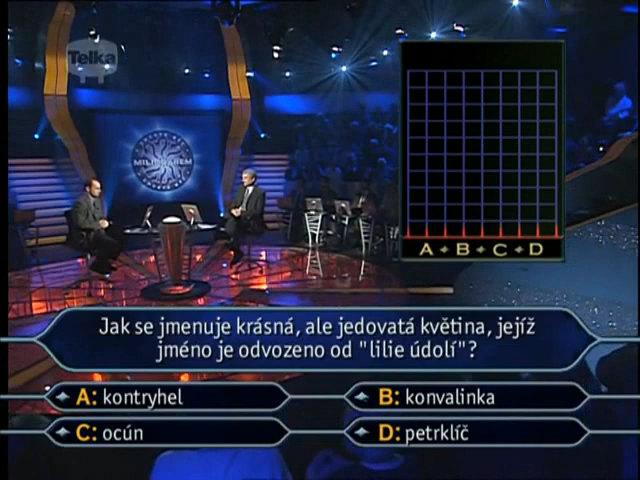 Telka
MILIONÁŘEM
A B C D
Jak se jmenuje krásná, ale jedovatá květina, jejíž
jméno je odvozeno od "lilie údolí"?
A: kontryhel
B: konvalinka
C: ocún
D: petrklíč